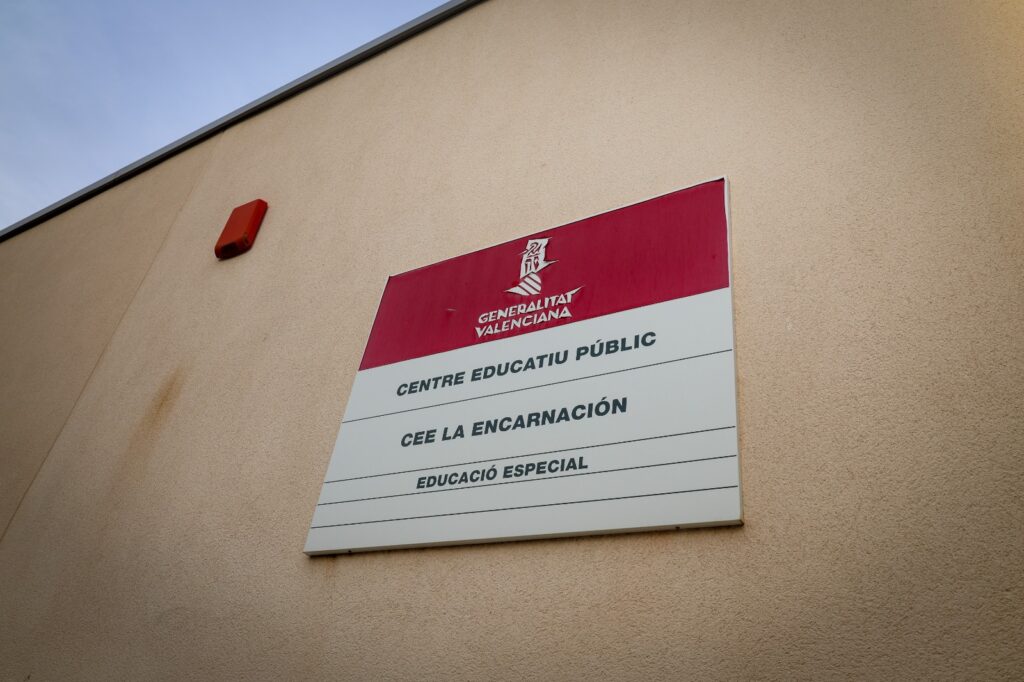 GENERALITAT
VALENCIANA
CENTRE EDUCATIU PÚBLIC
CEE LA ENCARNACIÓN
EDUCACIÓ ESPECIAL